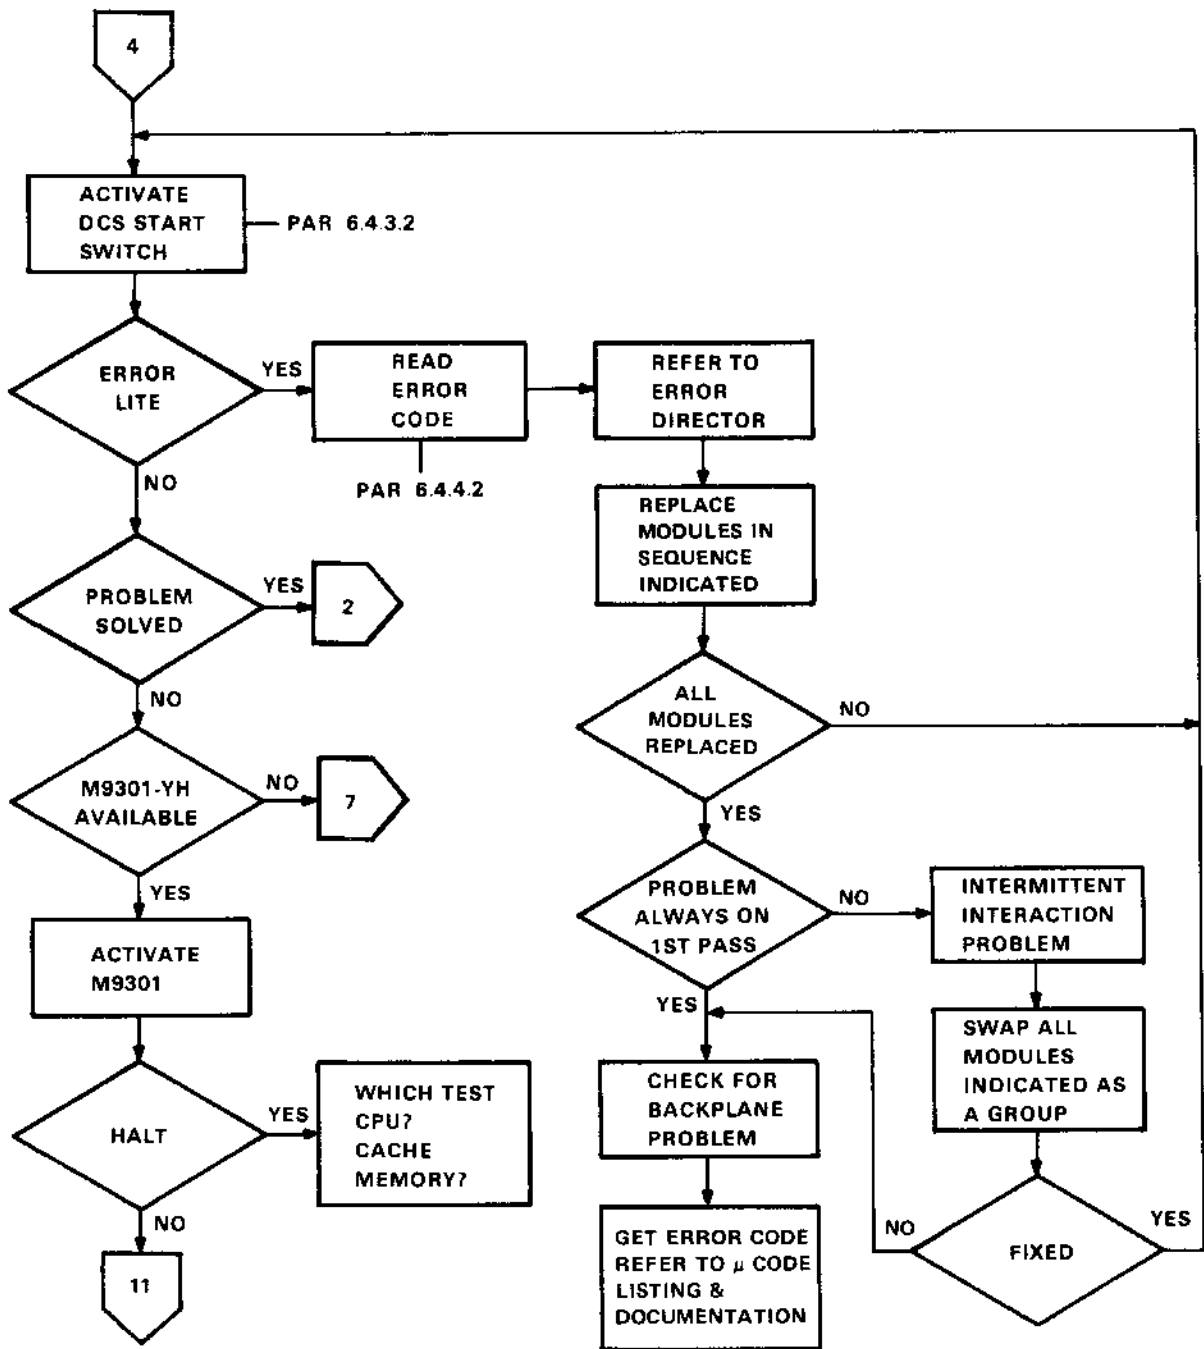 4
ACTIVATE
DCS START
SWITCH
PAR 6.4.3.2
ERROR
LITE
YES
READ
ERROR
CODE
PAR 6.4.4.2
REFER TO
ERROR
DIRECTOR
NO
REPLACE
MODULES IN
SEQUENCE
INDICATED
PROBLEM
SOLVED
YES
2
NO
ALL
MODULES
REPLACED
NO
YES
M9301-YH
AVAILABLE
NO
7
YES
ACTIVATE
M9301
PROBLEM
ALWAYS ON
1ST PASS
NO
INTERMITTENT
INTERACTION
PROBLEM
YES
SWAP ALL
MODULES
INDICATED AS
A GROUP
HALT
YES
WHICH TEST
CPU?
CACHE
MEMORY?
CHECK FOR
BACKPLANE
PROBLEM
NO
11
GET ERROR CODE
REFER TO μ CODE
LISTING &
DOCUMENTATION
NO
FIXED
YES